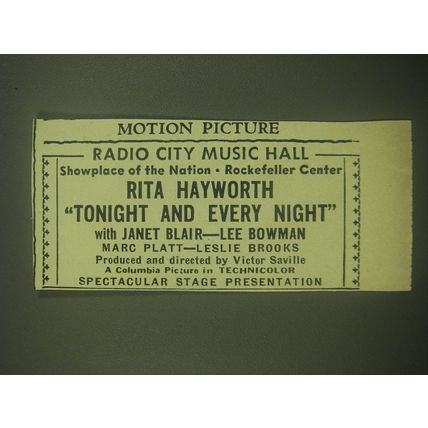 MOTION PICTURE
RADIO CITY MUSIC HALL
Showplace of the Nation • Rockefeller Center
RITA HAYWORTH
"TONIGHT AND EVERY NIGHT"
with JANET BLAIR—LEE BOWMAN
MARC PLATT—LESLIE BROOKS
Produced and directed by Victor Saville
A Columbia Picture in TECHNICOLOR
SPECTACULAR STAGE PRESENTATION